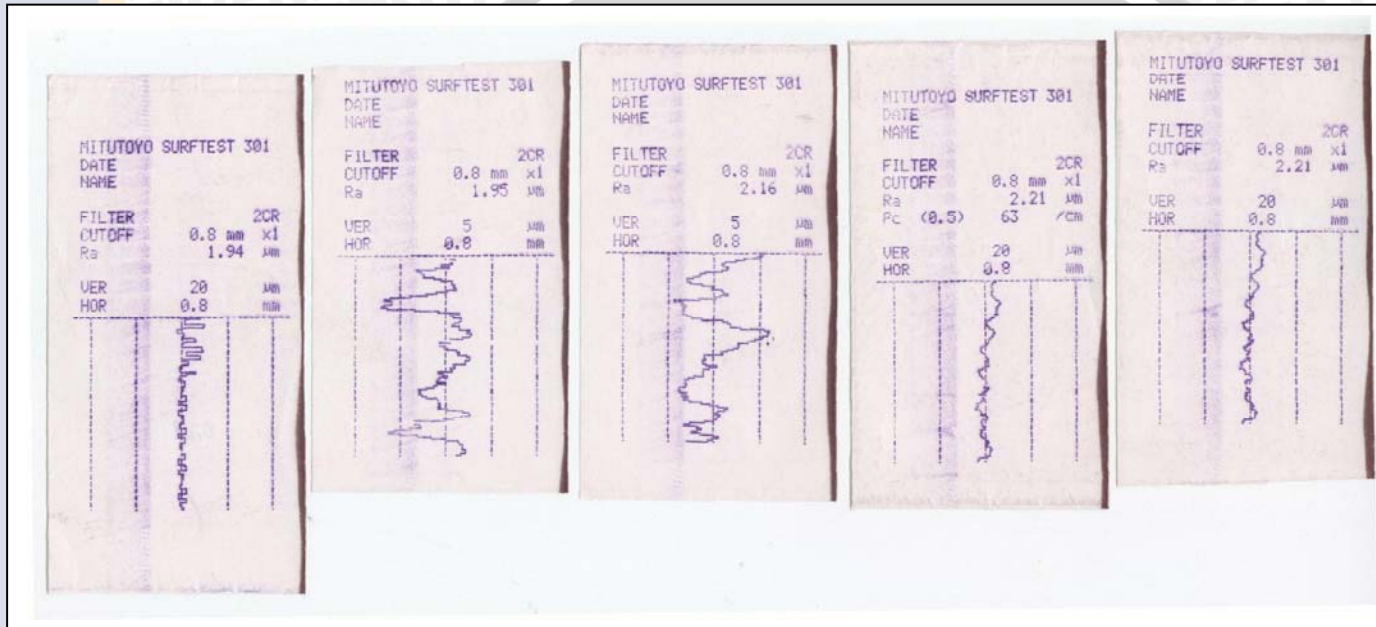 MITUTOYO SURFTEST 301
DATE
NAME
FILTER 2CR
CUTOFF 0.8 mm x1
Ra 1.94 μm
VER 20 μm
HOR 0.8 mm
MITUTOYO SURFTEST 301
DATE
NAME
FILTER 2CR
CUTOFF 0.8 mm x1
Ra 1.95 μm
VER 5 μm
HOR 0.8 mm
MITUTOYO SURFTEST 301
DATE
NAME
FILTER 2CR
CUTOFF 0.8 mm x1
Ra 2.16 μm
VER 5 μm
HOR 0.8 mm
MITUTOYO SURFTEST 301
DATE
NAME
FILTER 2CR
CUTOFF 0.8 mm x1
Ra 2.21 μm
Pc (0.5) 63 /cm
VER 20 μm
HOR 0.8 mm
MITUTOYO SURFTEST 301
DATE
NAME
FILTER 2CR
CUTOFF 0.8 mm x1
Ra 2.21 μm
VER 20 μm
HOR 0.8 mm